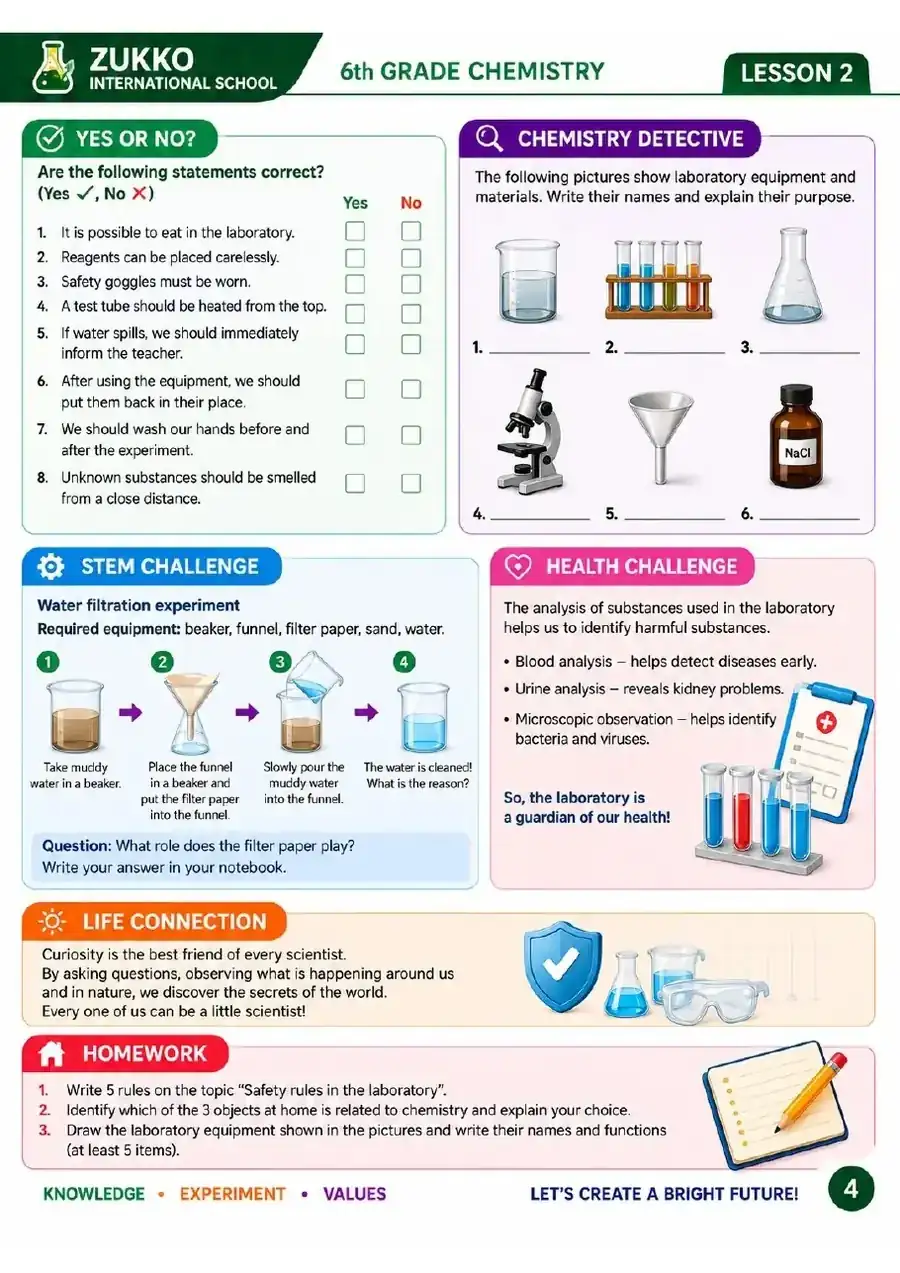 ZUKKO
INTERNATIONAL SCHOOL
6th GRADE CHEMISTRY
LESSON 2
YES OR NO?
Are the following statements correct?
(Yes ✓, No ✗)
Yes No
1. It is possible to eat in the laboratory.
2. Reagents can be placed carelessly.
3. Safety goggles must be worn.
4. A test tube should be heated from the top.
5. If water spills, we should immediately
inform the teacher.
6. After using the equipment, we should
put them back in their place.
7. We should wash our hands before and
after the experiment.
8. Unknown substances should be smelled
from a close distance.
CHEMISTRY DETECTIVE
The following pictures show laboratory equipment and
materials. Write their names and explain their purpose.
1. ____________ 2. ____________ 3. ____________
NaCl
4. ____________ 5. ____________ 6. ____________
STEM CHALLENGE
Water filtration experiment
Required equipment: beaker, funnel, filter paper, sand, water.
1
2
3
4
Take muddy
water in a beaker.
Place the funnel
in a beaker and
put the filter paper
into the funnel.
Slowly pour the
muddy water
into the funnel.
The water is cleaned!
What is the reason?
Question: What role does the filter paper play?
Write your answer in your notebook.
HEALTH CHALLENGE
The analysis of substances used in the laboratory
helps us to identify harmful substances.
• Blood analysis – helps detect diseases early.
• Urine analysis – reveals kidney problems.
• Microscopic observation – helps identify
bacteria and viruses.
So, the laboratory is
a guardian of our health!
LIFE CONNECTION
Curiosity is the best friend of every scientist.
By asking questions, observing what is happening around us
and in nature, we discover the secrets of the world.
Every one of us can be a little scientist!
HOMEWORK
1. Write 5 rules on the topic “Safety rules in the laboratory”.
2. Identify which of the 3 objects at home is related to chemistry and explain your choice.
3. Draw the laboratory equipment shown in the pictures and write their names and functions
(at least 5 items).
KNOWLEDGE • EXPERIMENT • VALUES
LET’S CREATE A BRIGHT FUTURE!
4